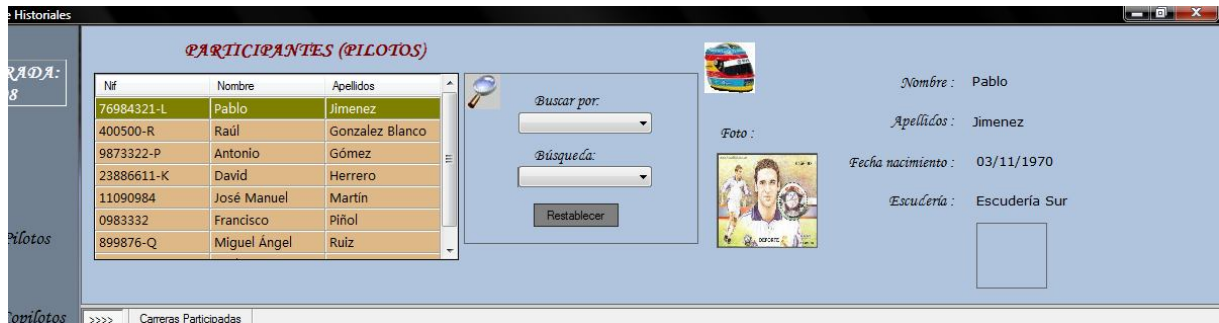 e Historiales
RADA:
8
Pilotos
Copilotos
PARTICIPANTES (PILOTOS)
Nif Nombre Apellidos
76984321-L Pablo Jimenez
400500-R Raúl Gonzalez Blanco
9873322-P Antonio Gómez
23886611-K David Herrero
11090984 José Manuel Martín
0983332 Francisco Piñol
899876-Q Miguel Ángel Ruiz
Buscar por:
Búsqueda:
Restablecer
Foto :
DEPORTE
Nombre : Pablo
Apellidos : Jimenez
Fecha nacimiento : 03/11/1970
Escudería : Escudería Sur
>>>> Carreras Participadas